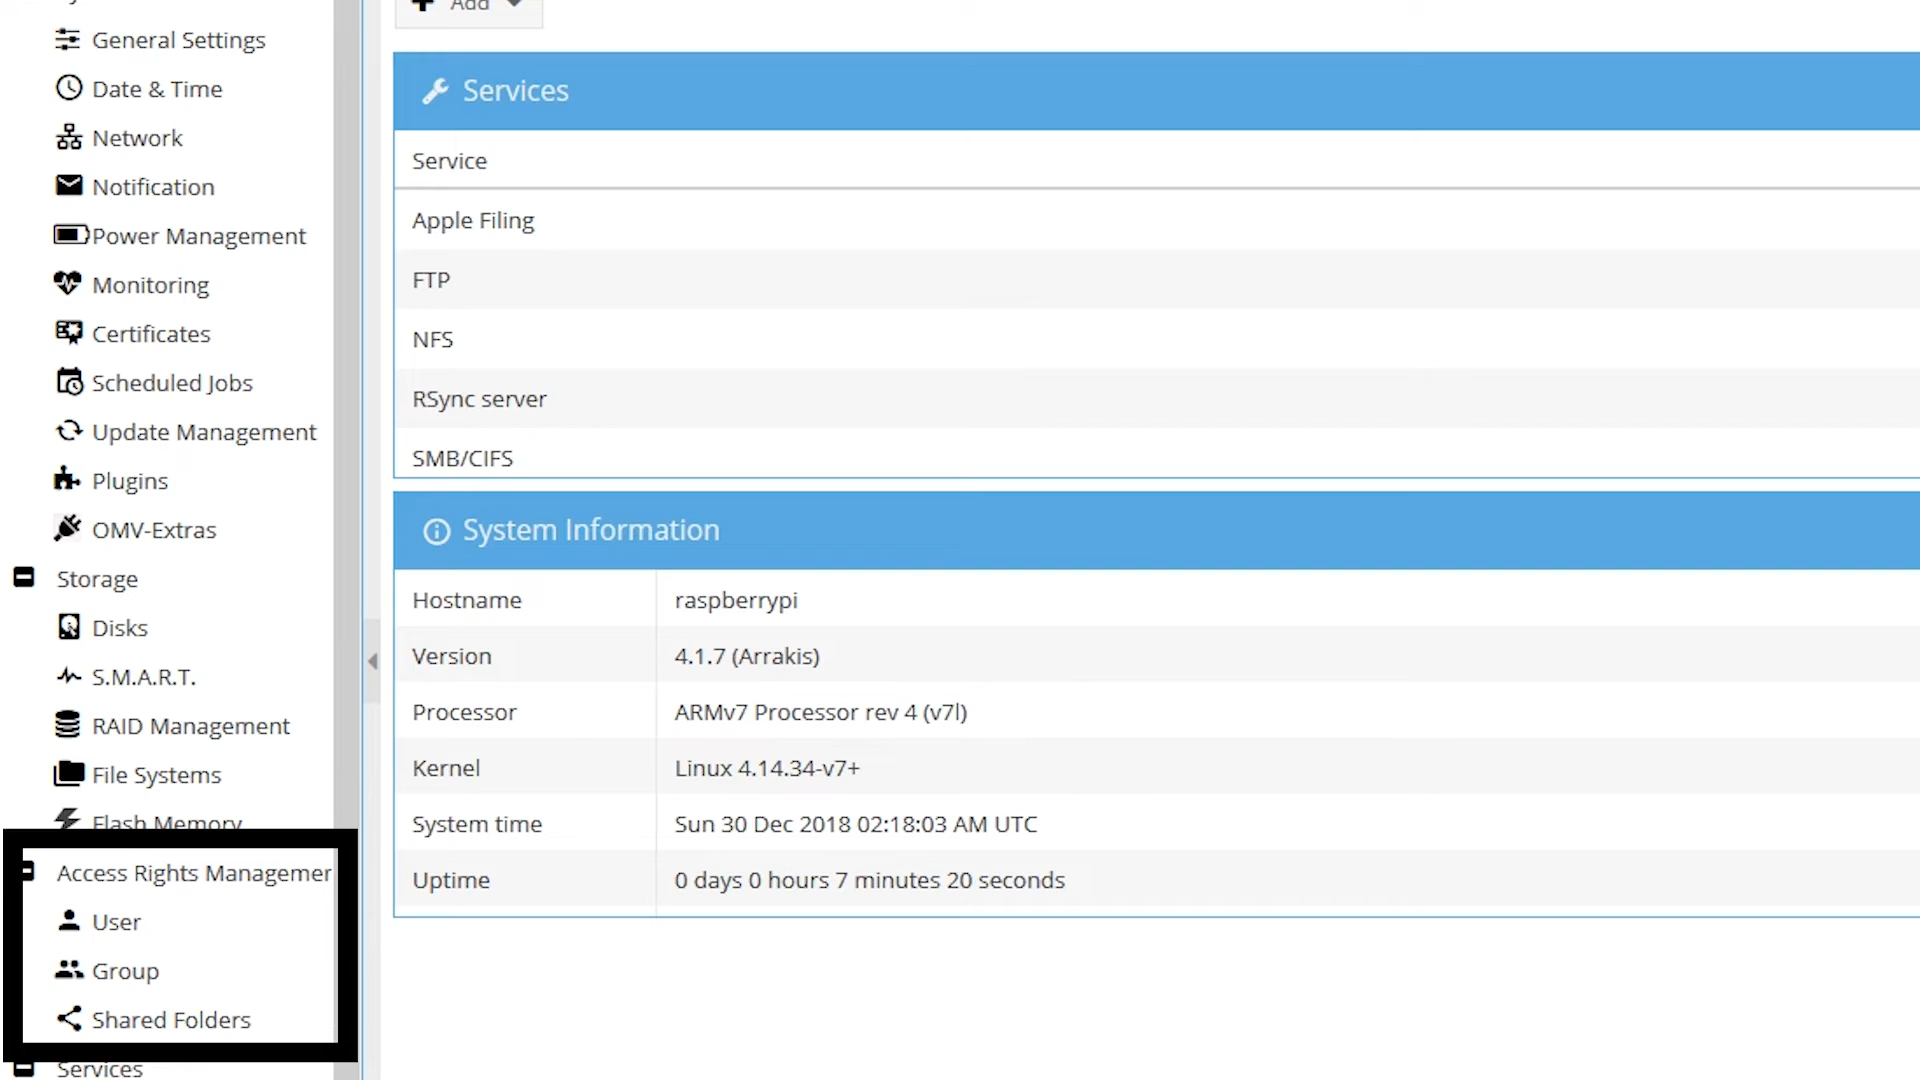 General Settings
Date & Time
Network
Notification
Power Management
Monitoring
Certificates
Scheduled Jobs
Update Management
Plugins
OMV-Extras
Storage
Disks
S.M.A.R.T.
RAID Management
File Systems
Flash Memory
Access Rights Managemer
User
Group
Shared Folders
Services
Add
Services
Service
Apple Filing
FTP
NFS
RSync server
SMB/CIFS
System Information
Hostname raspberrypi
Version 4.1.7 (Arrakis)
Processor ARMv7 Processor rev 4 (v7l)
Kernel Linux 4.14.34-v7+
System time Sun 30 Dec 2018 02:18:03 AM UTC
Uptime 0 days 0 hours 7 minutes 20 seconds